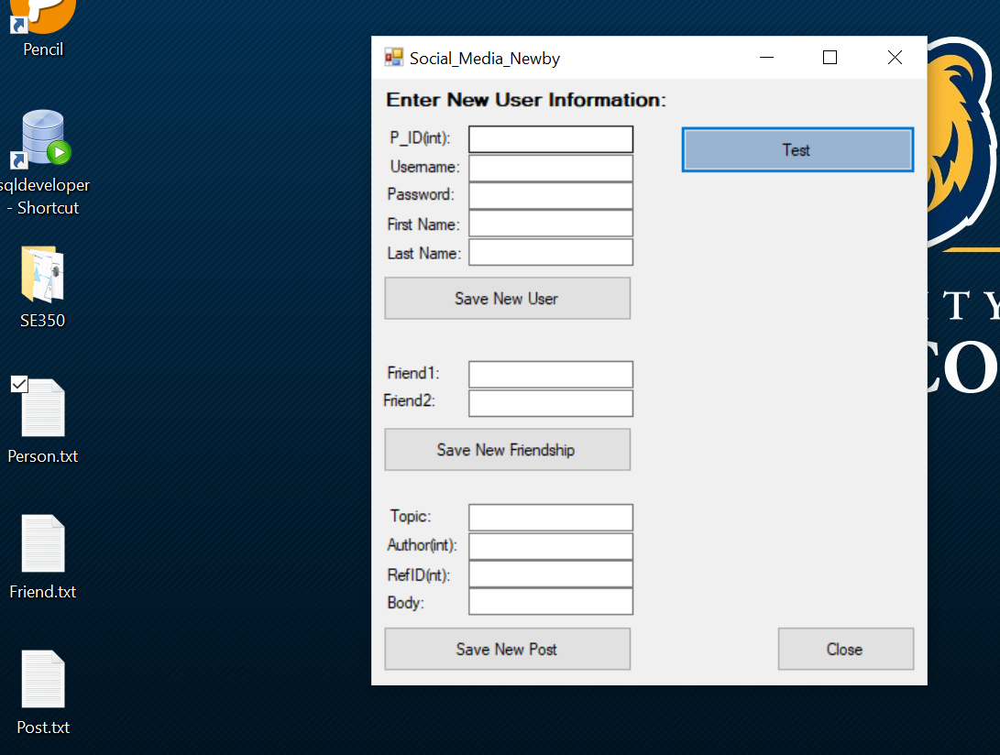 Pencil
sqldeveloper
- Shortcut
SE350
Person.txt
Friend.txt
Post.txt
Social_Media_Newby
Enter New User Information:
P_ID(int):
Test
Username:
Password:
First Name:
Last Name:
Save New User
Friend1:
Friend2:
Save New Friendship
Topic:
Author(int):
RefID(nt):
Body:
Save New Post
Close
ITY
CO